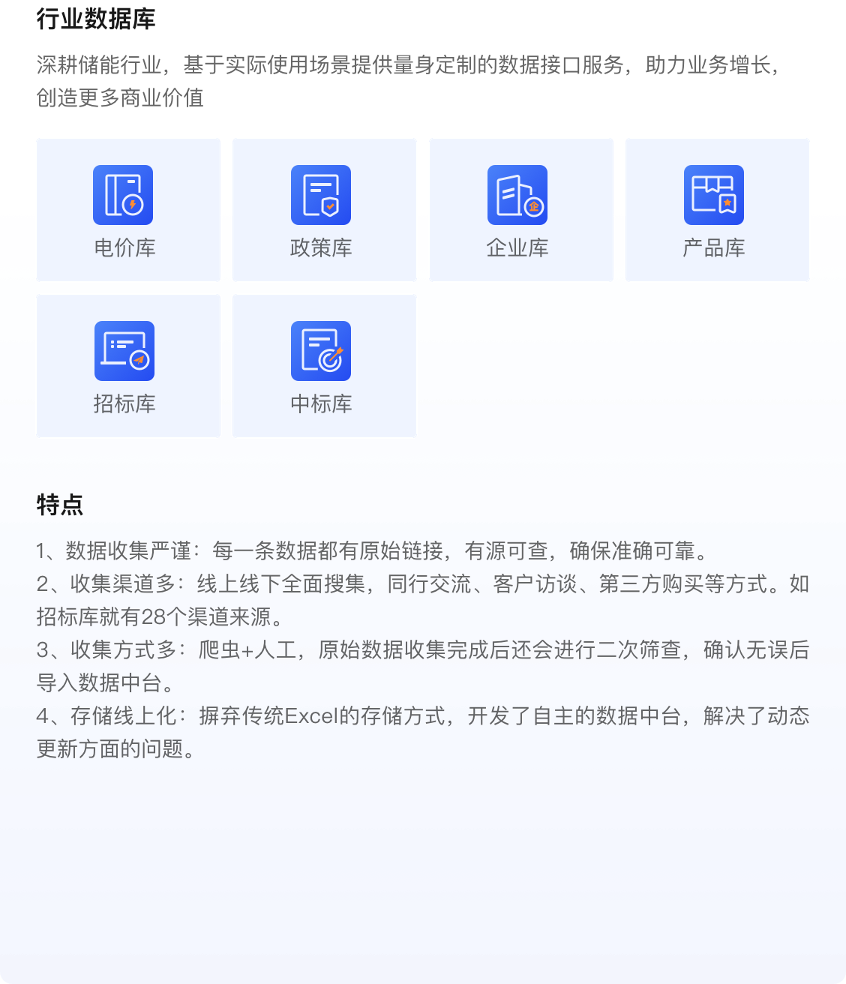 行业数据库
深耕储能行业，基于实际使用场景提供量身定制的数据接口服务，助力业务增长，
创造更多商业价值
电价库
政策库
企
企业库
产品库
招标库
中标库
特点
1、数据收集严谨：每一条数据都有原始链接，有源可查，确保准确可靠。
2、收集渠道多：线上线下全面搜集，同行交流、客户访谈、第三方购买等方式。如
招标库就有28个渠道来源。
3、收集方式多：爬虫+人工，原始数据收集完成后还会进行二次筛查，确认无误后
导入数据中台。
4、存储线上化：摒弃传统Excel的存储方式，开发了自主的数据中台，解决了动态
更新方面的问题。